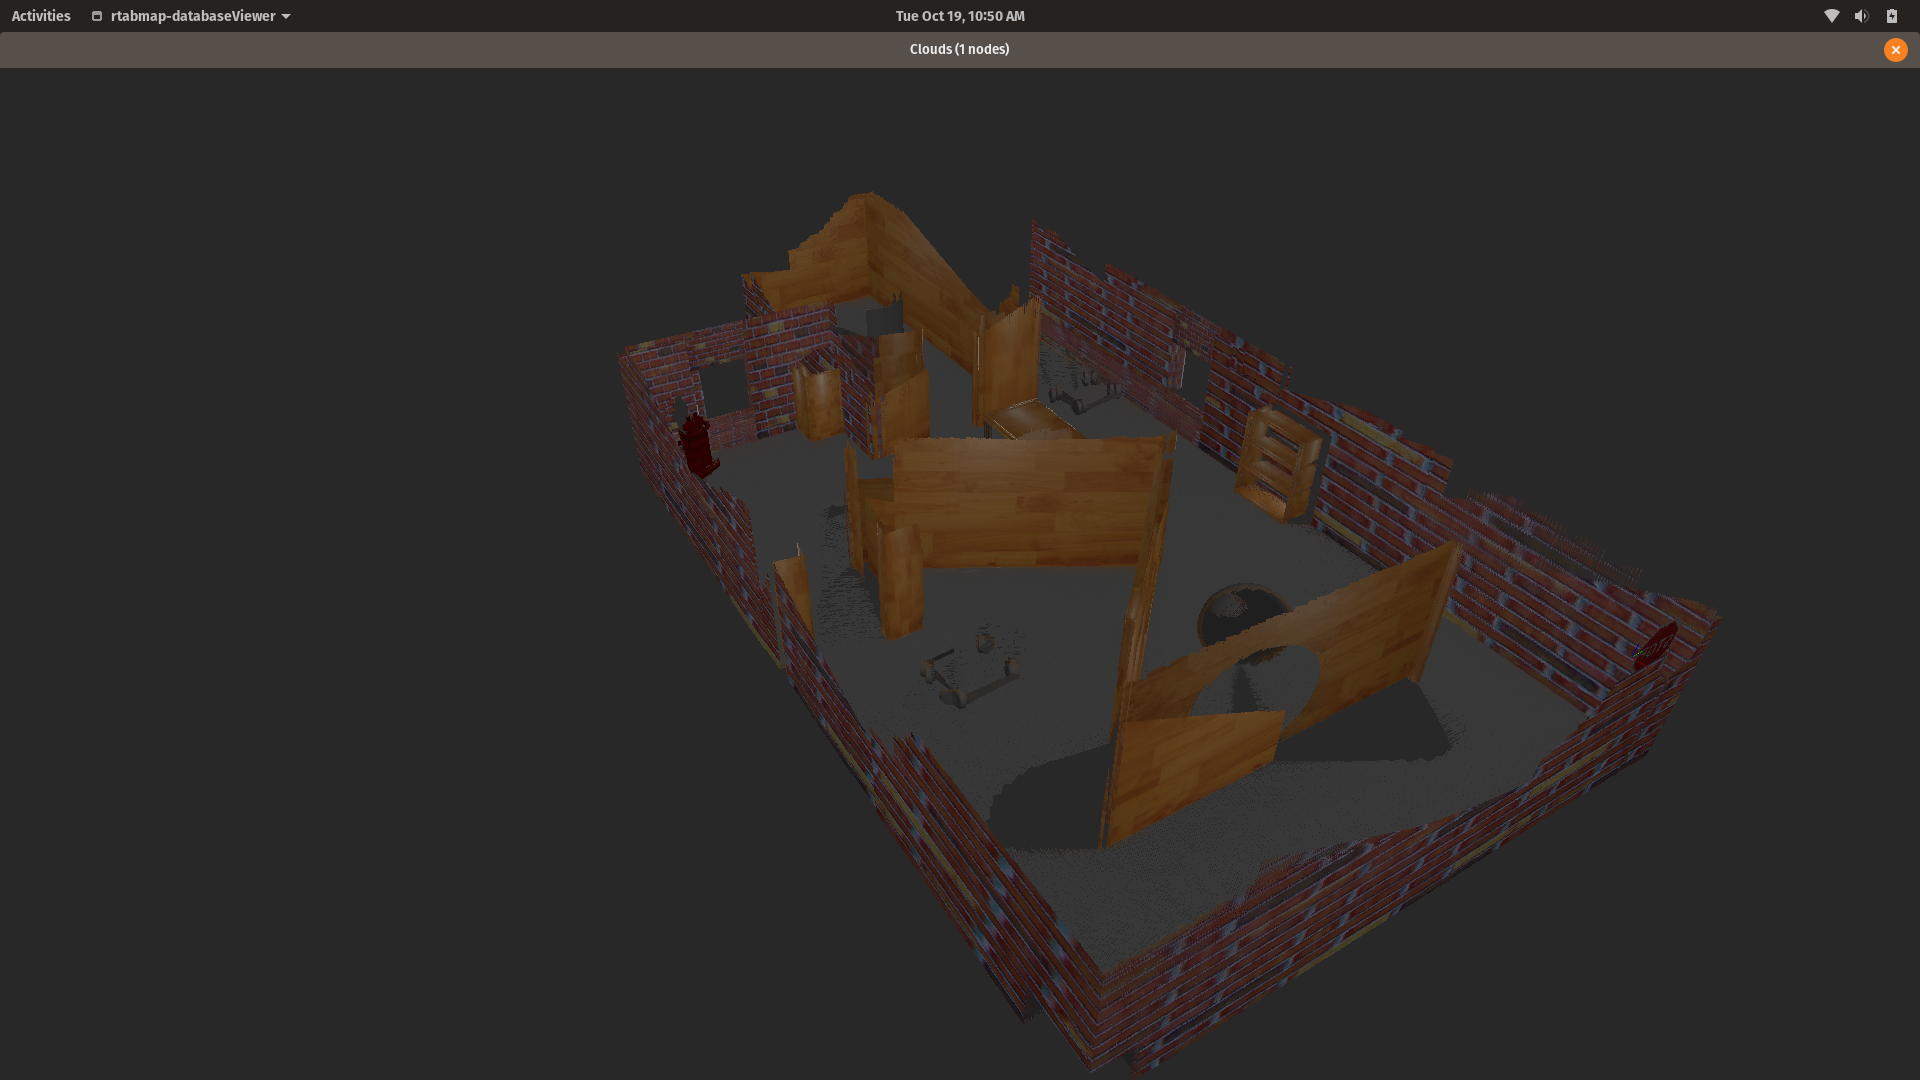 Activities
rtabmap-databaseViewer
Tue Oct 19, 10:50 AM
Clouds (1 nodes)